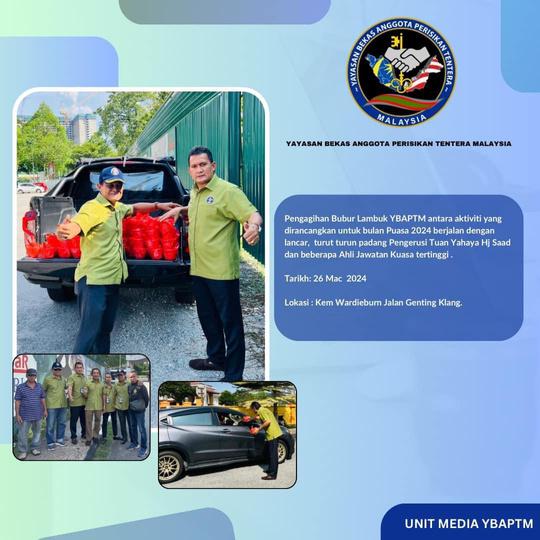 ~ YAYASAN BEKAS ANGGOTA PERISIKAN TENTERA ~
MALAYSIA
YAYASAN BEKAS ANGGOTA PERISIKAN TENTERA MALAYSIA
Pengagihan Bubur Lambuk YBAPTM antara aktiviti yang
dirancangkan untuk bulan Puasa 2024 berjalan dengan
lancar, turut turun padang Pengerusi Tuan Yahaya Hj Saad
dan beberapa Ahli Jawatan Kuasa tertinggi .
Tarikh: 26 Mac 2024
Lokasi : Kem Wardieburn Jalan Genting Klang.
UNIT MEDIA YBAPTM